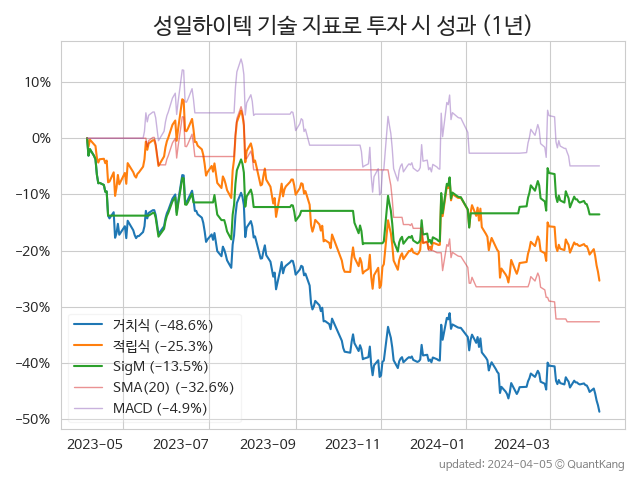 성일하이텍 기술 지표로 투자 시 성과 (1년)
10%
0%
−10%
−20%
−30%
−40%
−50%
거치식 (−48.6%)
적립식 (−25.3%)
SigM (−13.5%)
SMA(20) (−32.6%)
MACD (−4.9%)
2023−05 2023−07 2023−09 2023−11 2024−01 2024−03
updated: 2024-04-05 © QuantKang